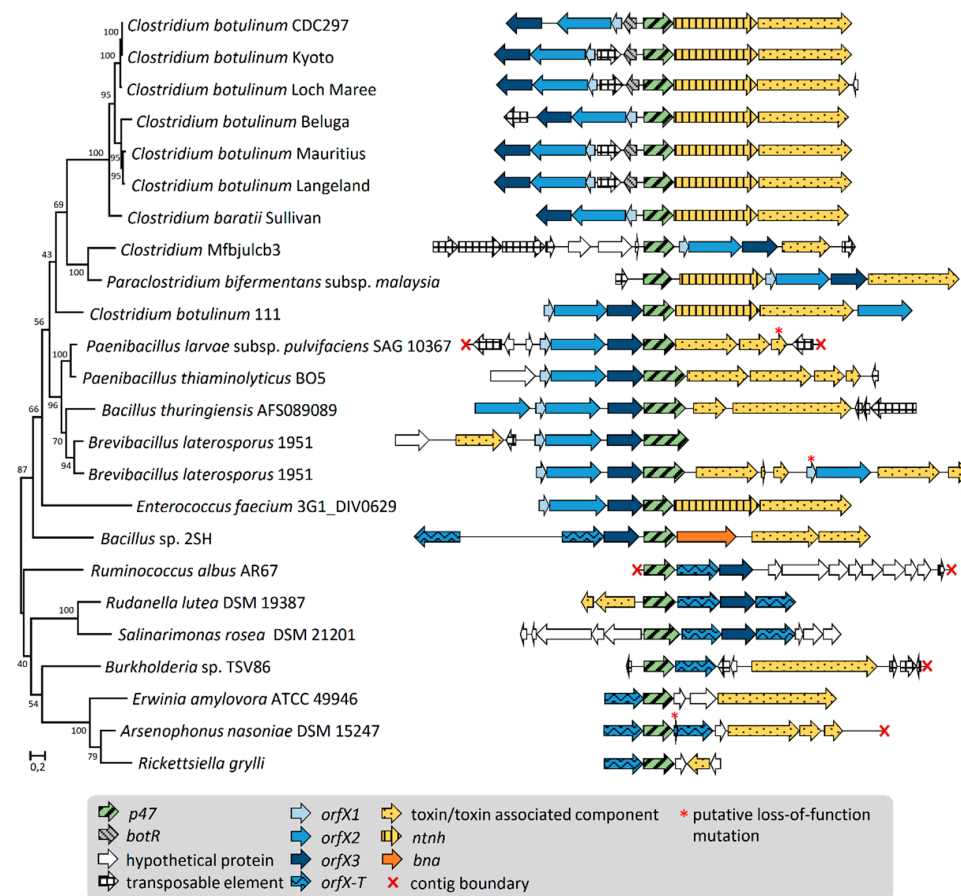 Clostridium botulinum CDC297
100
Clostridium botulinum Kyoto
100
Clostridium botulinum Loch Maree
95
Clostridium botulinum Beluga
Clostridium botulinum Mauritius
100
95
Clostridium botulinum Langeland
95
Clostridium baratii Sullivan
69
Clostridium Mfbjulcb3
43
100
Paraclostridium bifermentans subsp. malaysia
Clostridium botulinum 111
56
*
Paenibacillus larvae subsp. pulvifaciens SAG 10367
100
Paenibacillus thiaminolyticus BO5
96
Bacillus thuringiensis AFS089089
66
70
Brevibacillus laterosporus 1951
*
94
Brevibacillus laterosporus 1951
87
Enterococcus faecium 3G1_DIV0629
Bacillus sp. 2SH
Ruminococcus albus AR67
100
Rudanella lutea DSM 19387
Salinarimonas rosea DSM 21201
40
Burkholderia sp. TSV86
54
Erwinia amylovora ATCC 49946
*
100
Arsenophonus nasoniae DSM 15247
0,2
79
Rickettsiella grylli
p47 orfX1 toxin/toxin associated component * putative loss-of-function
botR orfX2 ntnh mutation
hypothetical protein orfX3 bna
transposable element orfX-T contig boundary